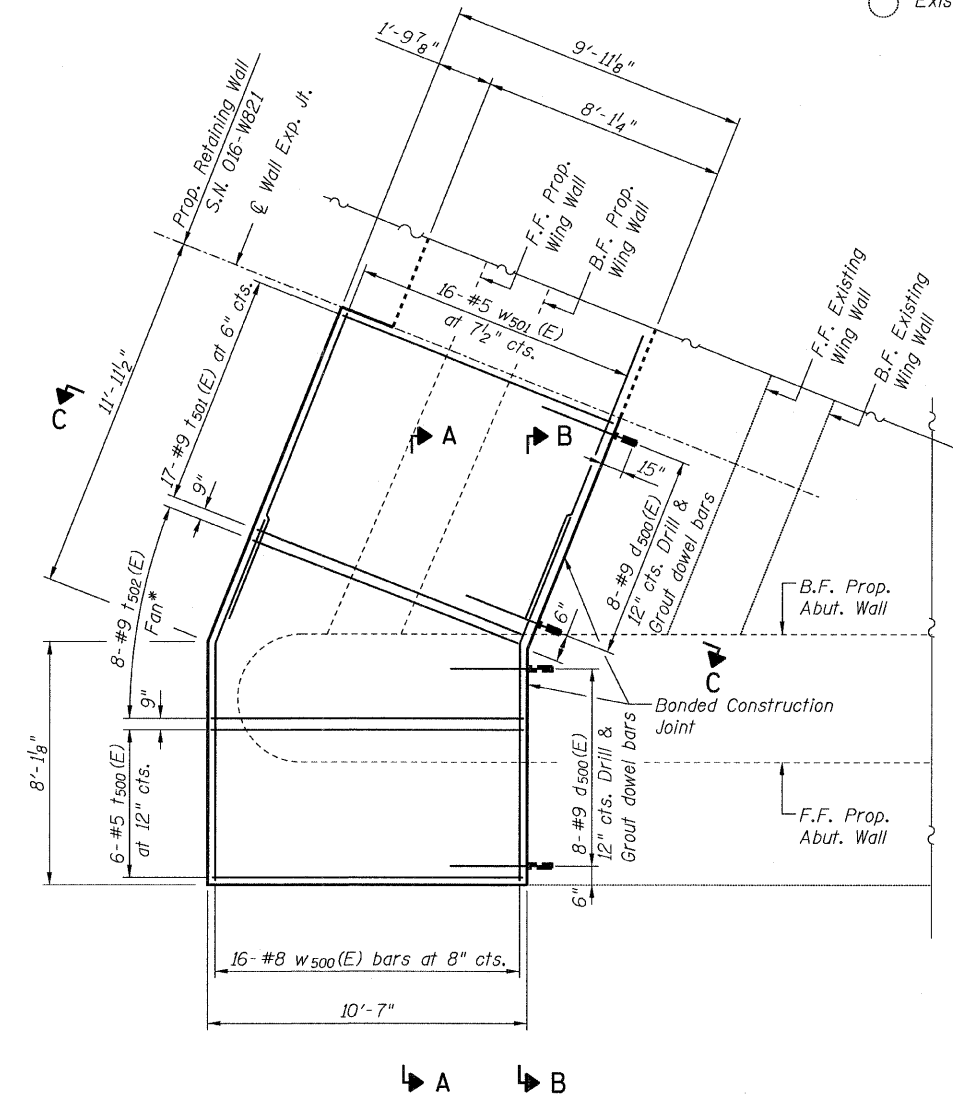 Exis
1'-9⅞"
9'-11⅛"
8'-1¼"
Prop. Retaining Wall
S.N. 016-W821
℄ Wall Exp. Jt.
F.F. Prop.
Wing Wall
B.F. Prop.
Wing Wall
16-#5 w501(E)
at 7½" cts.
F.F. Existing
Wing Wall
B.F. Existing
Wing Wall
11'-11½"
17-#9 t501(E) at 6" cts.
C
A
B
15"
9"
8-#9 d500(E)
12" cts. Drill &
Grout dowel bars
8-#9 t502(E)
Fan*
6"
B.F. Prop.
Abut. Wall
C
Bonded Construction
Joint
9"
8'-1⅛"
6-#5 t500(E)
at 12" cts.
8-#9 d500(E)
12" cts. Drill &
Grout dowel bars
F.F. Prop.
Abut. Wall
6"
16-#8 w500(E) bars at 8" cts.
10'-7"
A
B